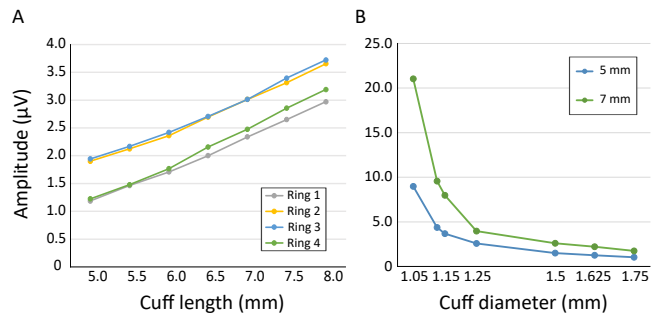 A
Amplitude (µV)
4.0
3.5
3.0
2.5
2.0
1.5
1.0
0.5
0
5.0 5.5 6.0 6.5 7.0 7.5 8.0
Cuff length (mm)
Ring 1
Ring 2
Ring 3
Ring 4
B
25.0
20.0
15.0
10.0
5.0
0.0
1.05 1.15 1.25 1.5 1.625 1.75
Cuff diameter (mm)
5 mm
7 mm